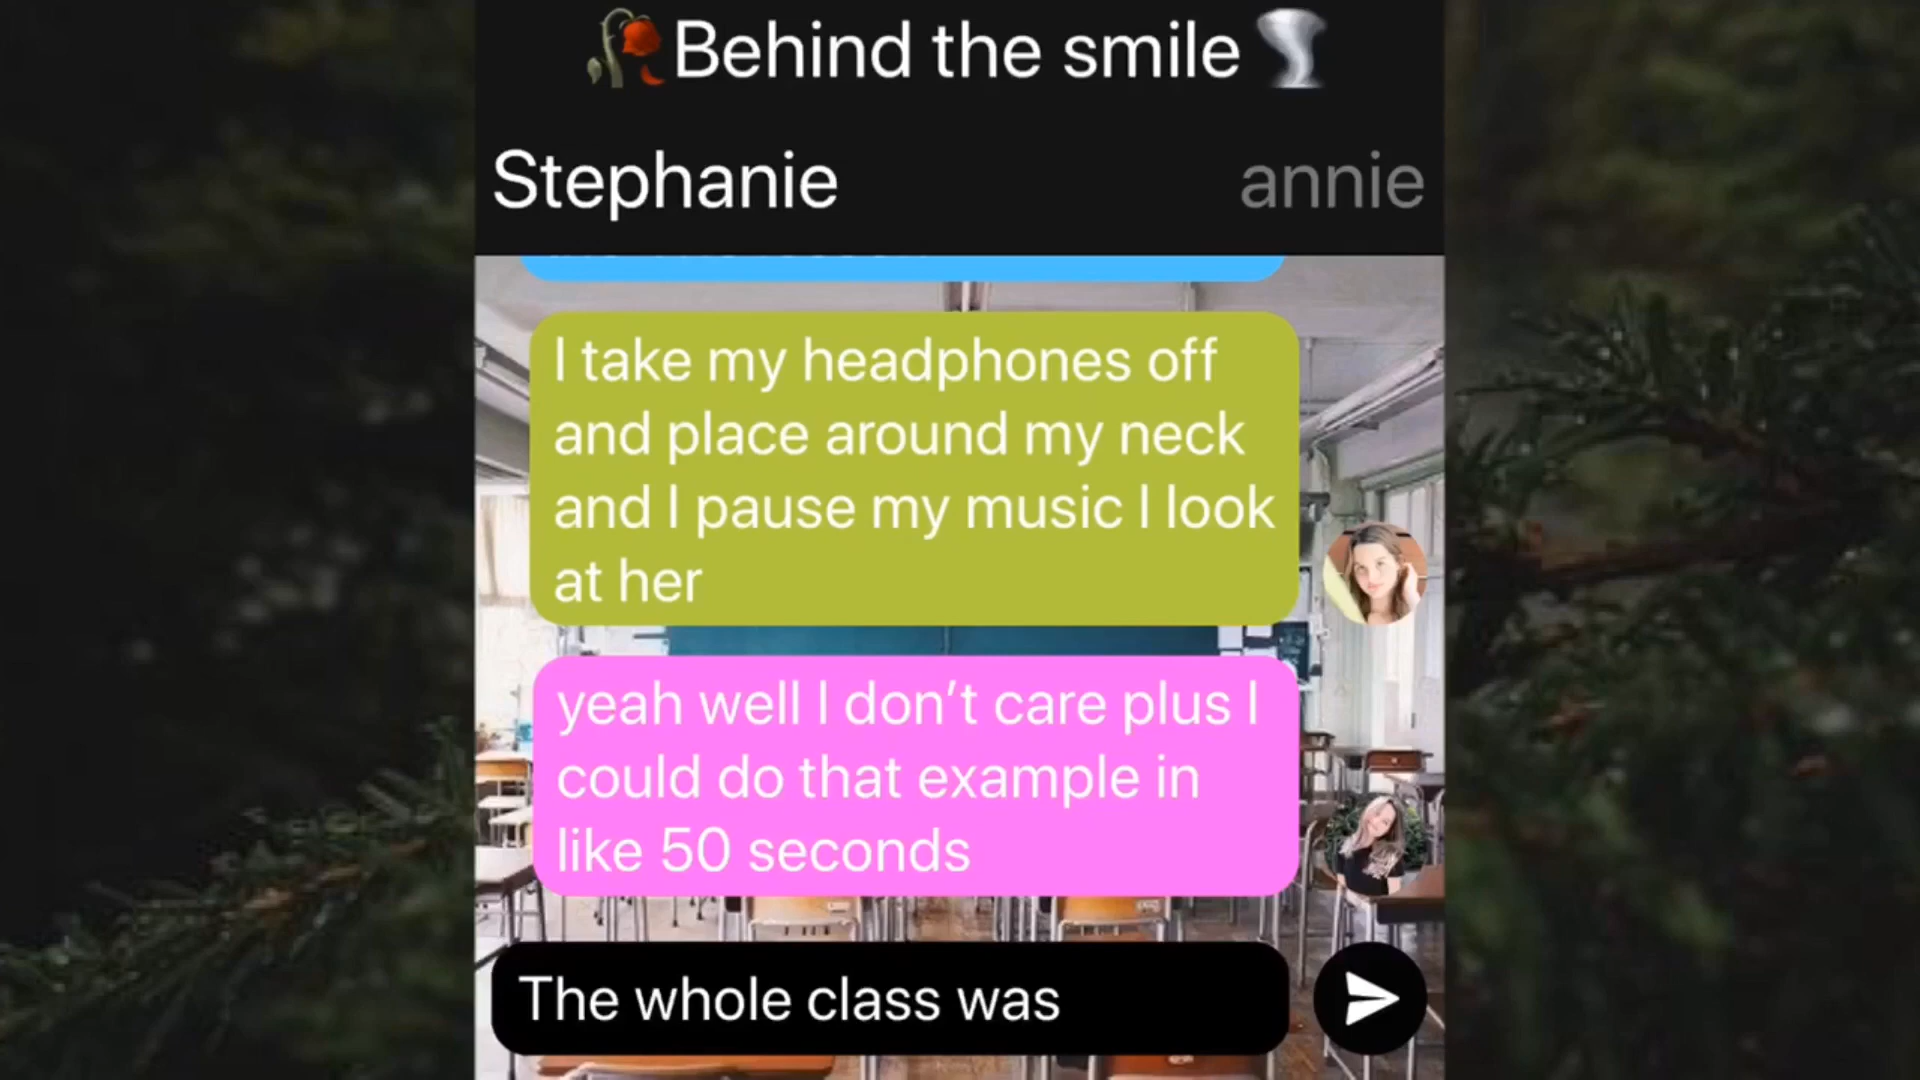 🥀Behind the smile🌪
Stephanie
annie
I take my headphones off
and place around my neck
and I pause my music I look
at her
yeah well I don’t care plus I
could do that example in
like 50 seconds
The whole class was